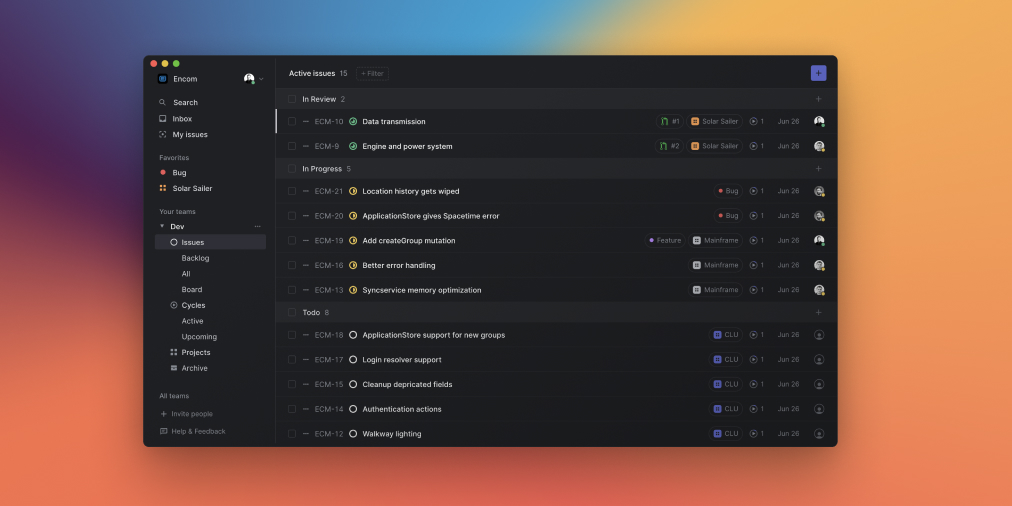 Encom
Search
Inbox
My issues
Favorites
Bug
Solar Sailer
Your teams
Dev
Issues
Backlog
All
Board
Cycles
Active
Upcoming
Projects
Archive
All teams
+ Invite people
Help & Feedback
Active issues 15 + Filter +
In Review 2 +
ECM-10 Data transmission #1 Solar Sailer 1 Jun 26
ECM-9 Engine and power system #2 Solar Sailer 1 Jun 26
In Progress 5 +
ECM-21 Location history gets wiped Bug 1 Jun 26
ECM-20 ApplicationStore gives Spacetime error Bug 1 Jun 26
ECM-19 Add createGroup mutation Feature Mainframe 1 Jun 26
ECM-16 Better error handling Mainframe 1 Jun 26
ECM-13 Syncservice memory optimization Mainframe 1 Jun 26
Todo 8 +
ECM-18 ApplicationStore support for new groups CLU 1 Jun 26
ECM-17 Login resolver support CLU 1 Jun 26
ECM-15 Cleanup depricated fields CLU 1 Jun 26
ECM-14 Authentication actions CLU 1 Jun 26
ECM-12 Walkway lighting CLU 1 Jun 26